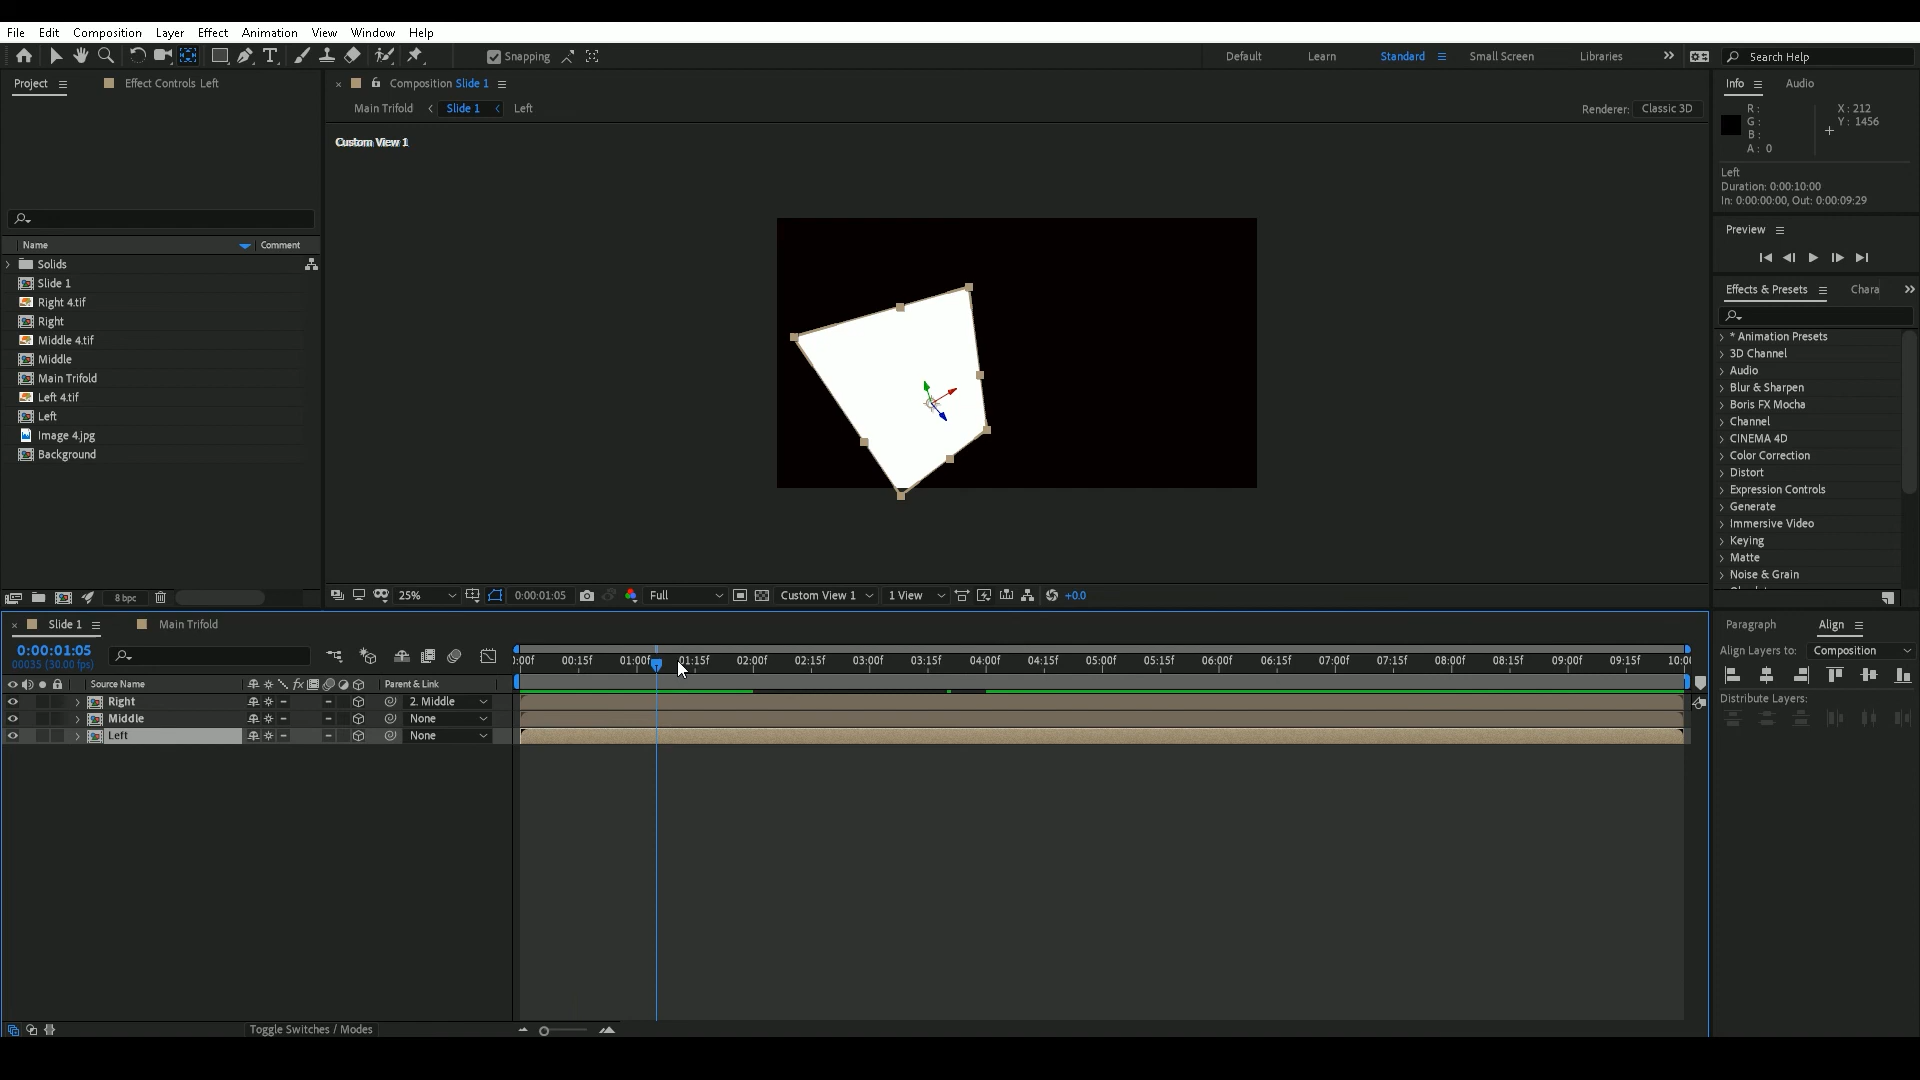 File Edit Composition Layer Effect Animation View Window Help
Snapping
Default Learn Standard Small Screen Libraries Search Help
Project Effect Controls Left
Composition Slide 1
Main Trifold Slide 1 Left
Renderer: Classic 3D
Custom View 1
Name Comment
Solids
Slide 1
Right 4.tif
Right
Middle 4.tif
Middle
Main Trifold
Left 4.tif
Left
Image 4.jpg
Background
8 bpc
25% 0:00:01:05 Full Custom View 1 1 View +0.0
Info Audio
R :
G :
B :
A : 0
X : 212
Y : 1456
Left
Duration: 0:00:10:00
In: 0:00:00:00, Out: 0:00:09:29
Preview
Effects & Presets Chara
* Animation Presets
3D Channel
Audio
Blur & Sharpen
Boris FX Mocha
Channel
CINEMA 4D
Color Correction
Distort
Expression Controls
Generate
Immersive Video
Keying
Matte
Noise & Grain
Slide 1 Main Trifold
0:00:01:05
00035 (30.00 fps)
:00f 00:15f 01:00f 01:15f 02:00f 02:15f 03:00f 03:15f 04:00f 04:15f 05:00f 05:15f 06:00f 06:15f 07:00f 07:15f 08:00f 08:15f 09:00f 09:15f 10:00
Source Name fx Parent & Link
Right 2. Middle
Middle None
Left None
Toggle Switches / Modes
Paragraph Align
Align Layers to: Composition
Distribute Layers: